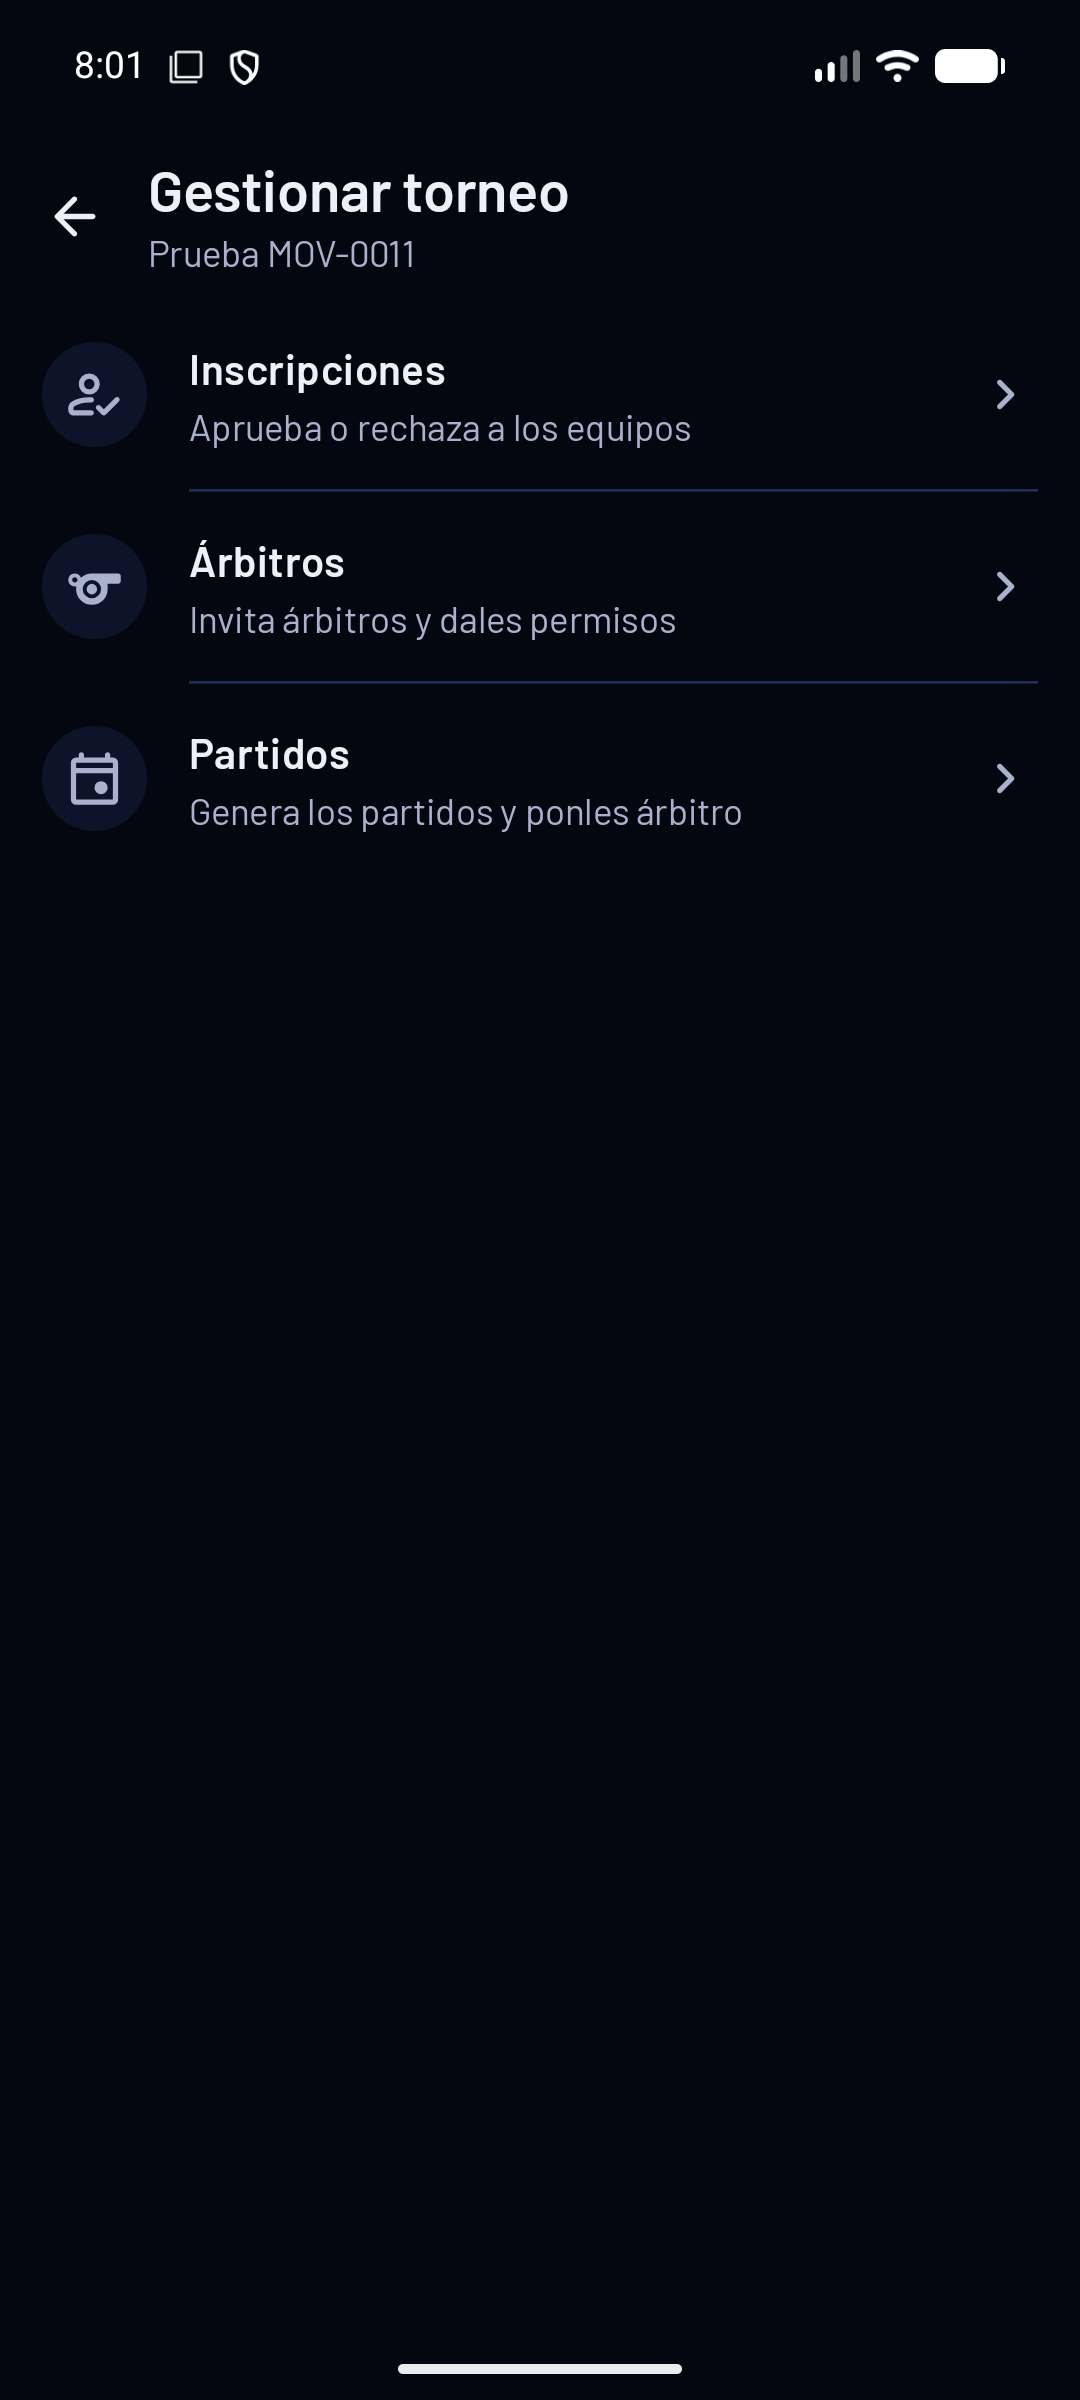 8:01
Gestionar torneo
Prueba MOV-0011
Inscripciones
Aprueba o rechaza a los equipos
Árbitros
Invita árbitros y dales permisos
Partidos
Genera los partidos y ponles árbitro